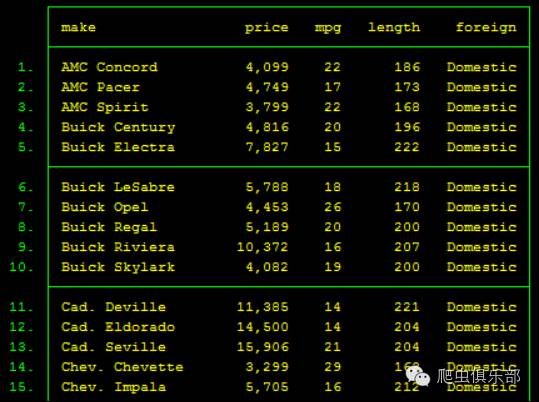 make price mpg length foreign
1. AMC Concord 4,099 22 186 Domestic
2. AMC Pacer 4,749 17 173 Domestic
3. AMC Spirit 3,799 22 168 Domestic
4. Buick Century 4,816 20 196 Domestic
5. Buick Electra 7,827 15 222 Domestic
6. Buick LeSabre 5,788 18 218 Domestic
7. Buick Opel 4,453 26 170 Domestic
8. Buick Regal 5,189 20 200 Domestic
9. Buick Riviera 10,372 16 207 Domestic
10. Buick Skylark 4,082 19 200 Domestic
11. Cad. Deville 11,385 14 221 Domestic
12. Cad. Eldorado 14,500 14 204 Domestic
13. Cad. Seville 15,906 21 204 Domestic
14. Chev. Chevette 3,299 29 Domestic
15. Chev. Impala 5,705 16 212 Domestic
爬虫俱乐部